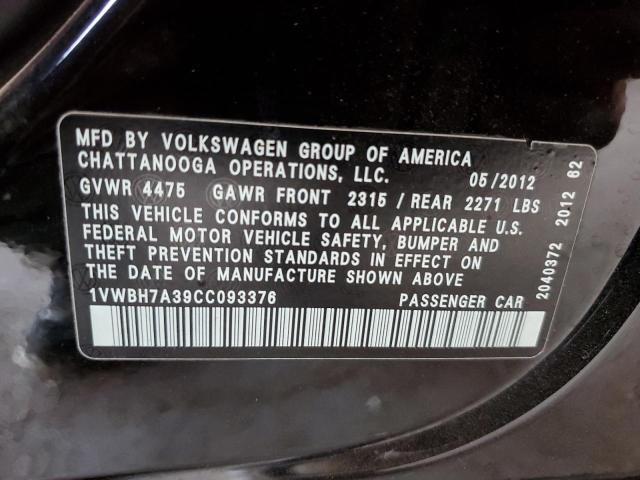 MFD BY VOLKSWAGEN GROUP OF AMERICA
CHATTANOOGA OPERATIONS, LLC. 05/2012
GVWR 4475 GAWR FRONT 2315 / REAR 2271 LBS
THIS VEHICLE CONFORMS TO ALL APPLICABLE U.S.
FEDERAL MOTOR VEHICLE SAFETY, BUMPER AND
THEFT PREVENTION STANDARDS IN EFFECT ON
THE DATE OF MANUFACTURE SHOWN ABOVE
1VWBH7A39CC093376 PASSENGER CAR
2040372 2012 62